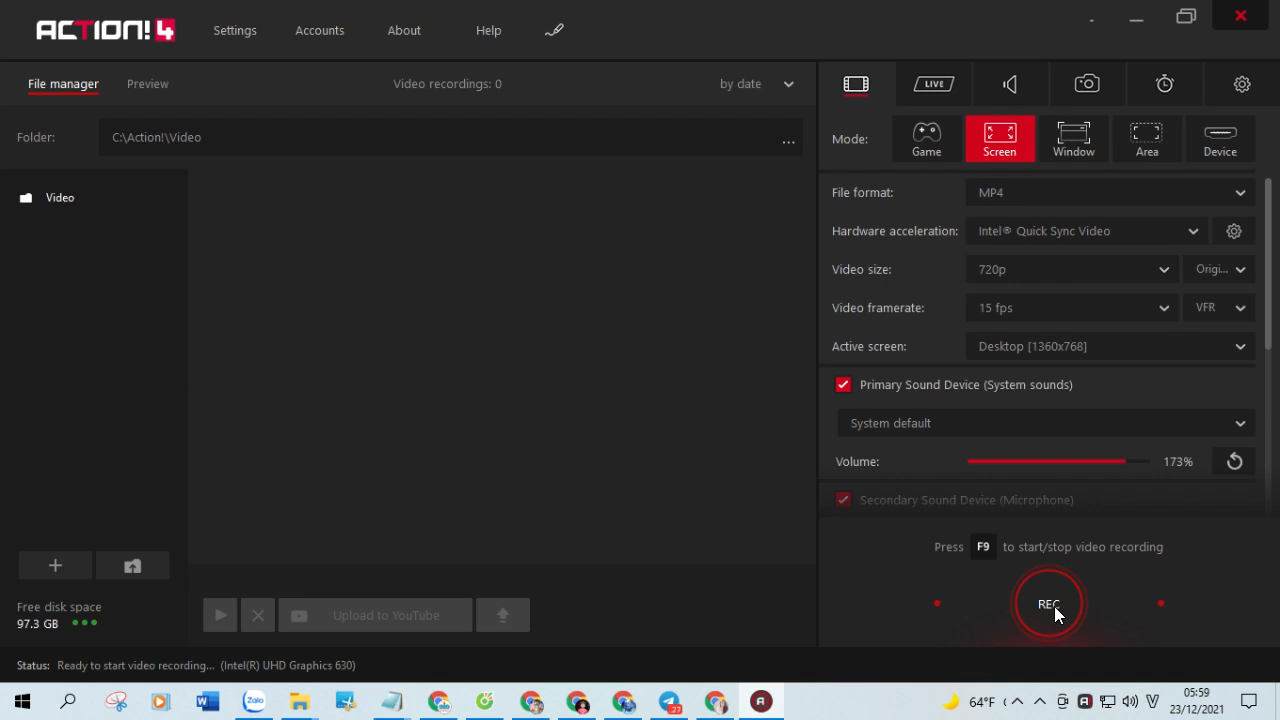 ACTION! 4 Settings Accounts About Help
File manager Preview Video recordings: 0 by date LIVE
Folder: C:\Action!\Video ...
Mode: Game Screen Window Area Device
Video
File format: MP4
Hardware acceleration: Intel® Quick Sync Video
Video size: 720p Origi...
Video framerate: 15 fps VFR
Active screen: Desktop [1360x768]
Primary Sound Device (System sounds)
System default
Volume: 173%
Secondary Sound Device (Microphone)
Press F9 to start/stop video recording
REC
Free disk space
97.3 GB
Upload to YouTube
Status: Ready to start video recording... (Intel(R) UHD Graphics 630)
W Zalo 27 64°F 05:59
23/12/2021